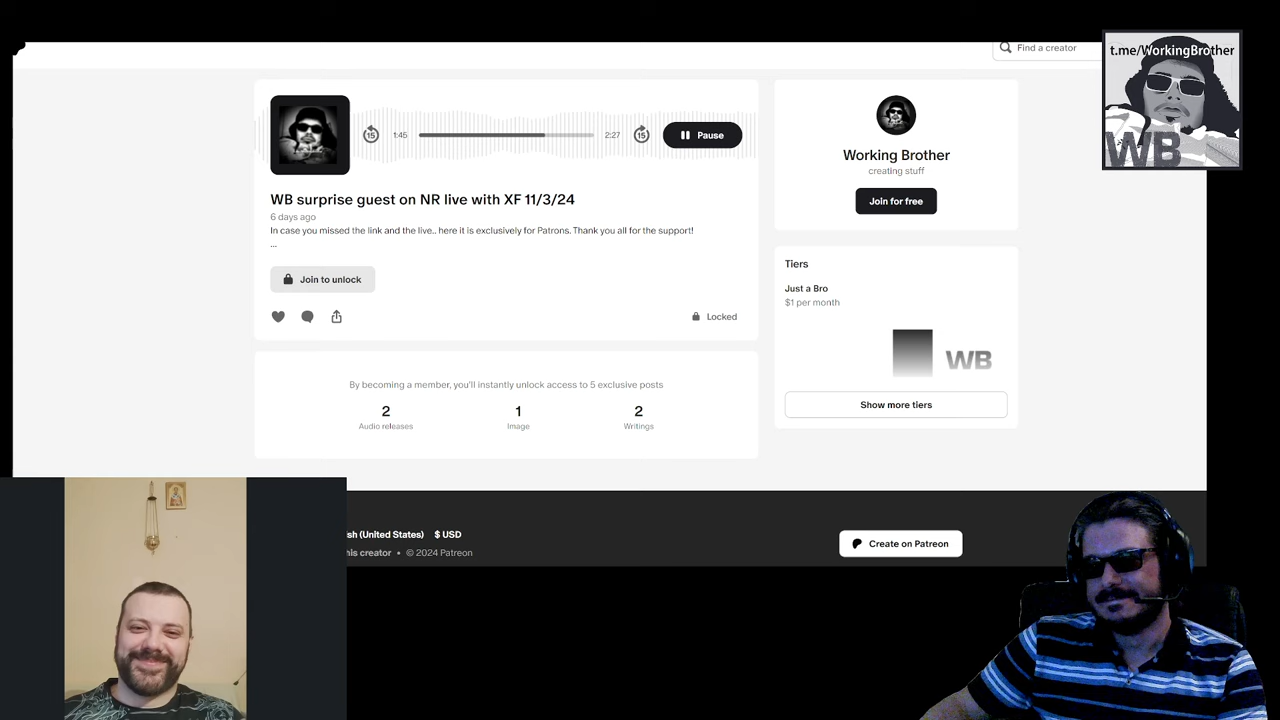 Find a creator
t.me/WorkingBrother
WB
15
1:45
2:27
15
Pause
WB surprise guest on NR live with XF 11/3/24
6 days ago
In case you missed the link and the live.. here it is exclusively for Patrons. Thank you all for the support!
...
Join to unlock
Locked
By becoming a member, you'll instantly unlock access to 5 exclusive posts
2
Audio releases
1
Image
2
Writings
Working Brother
creating stuff
Join for free
Tiers
Just a Bro
$1 per month
WB
Show more tiers
sh (United States) $ USD
his creator • © 2024 Patreon
Create on Patreon